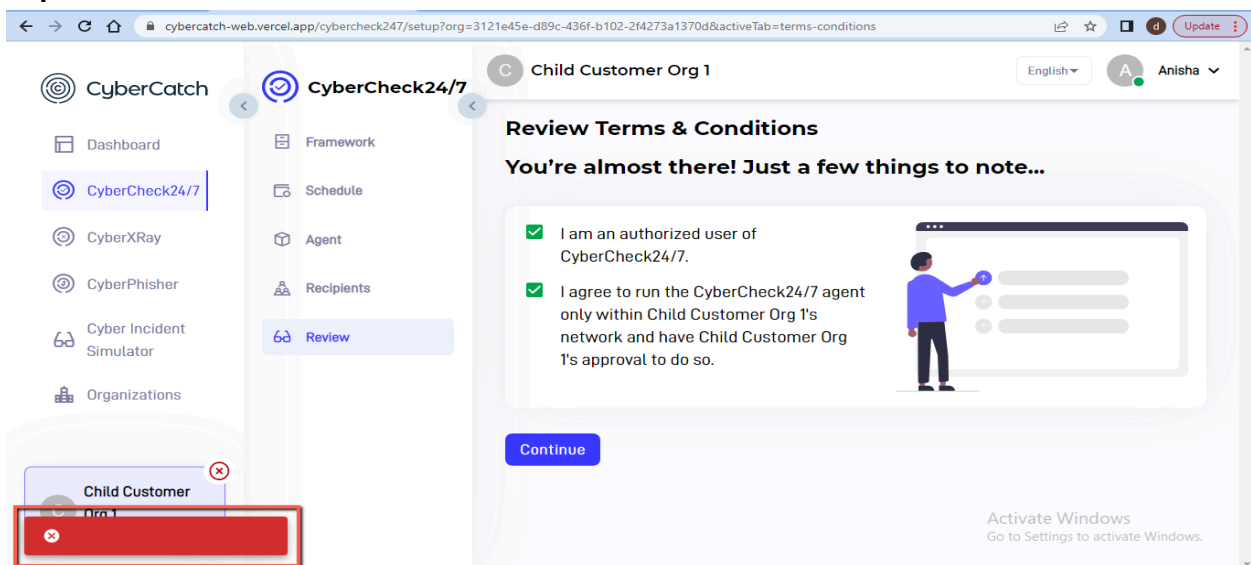 cybercatch-web.vercel.app/cybercheck247/setup?org=3121e45e-d89c-436f-b102-2f4273a1370d&activeTab=terms-conditions
d
Update
CyberCatch
CyberCheck24/7
C
Child Customer Org 1
English
A
Anisha
Dashboard
CyberCheck24/7
CyberXRay
CyberPhisher
Cyber Incident
Simulator
Organizations
Framework
Schedule
Agent
Recipients
Review
Review Terms & Conditions
You're almost there! Just a few things to note...
I am an authorized user of
CyberCheck24/7.
I agree to run the CyberCheck24/7 agent
only within Child Customer Org 1's
network and have Child Customer Org
1's approval to do so.
Continue
Child Customer
Org 1
Activate Windows
Go to Settings to activate Windows.